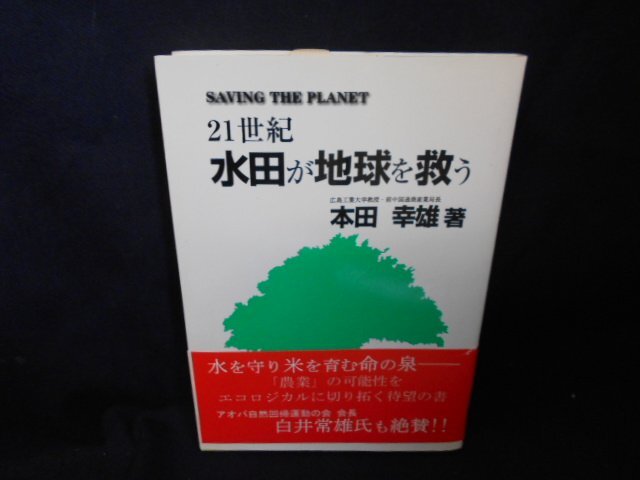 SAVING THE PLANET
21世紀
水田が地球を救う
広島工業大学教授・前中国通商産業局長
本田 幸雄 著
水を守り米を育む命の泉――
「農業」の可能性を
エコロジカルに切り拓く待望の書
アオバ自然回帰運動の会 会長
白井常雄氏も絶賛!!